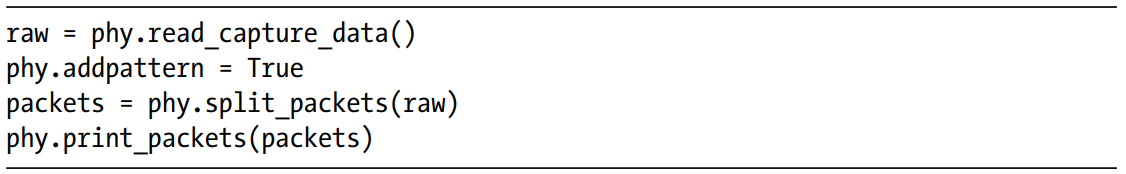 raw = phy.read_capture_data()
phy.addpattern = True
packets = phy.split_packets(raw)
phy.print_packets(packets)